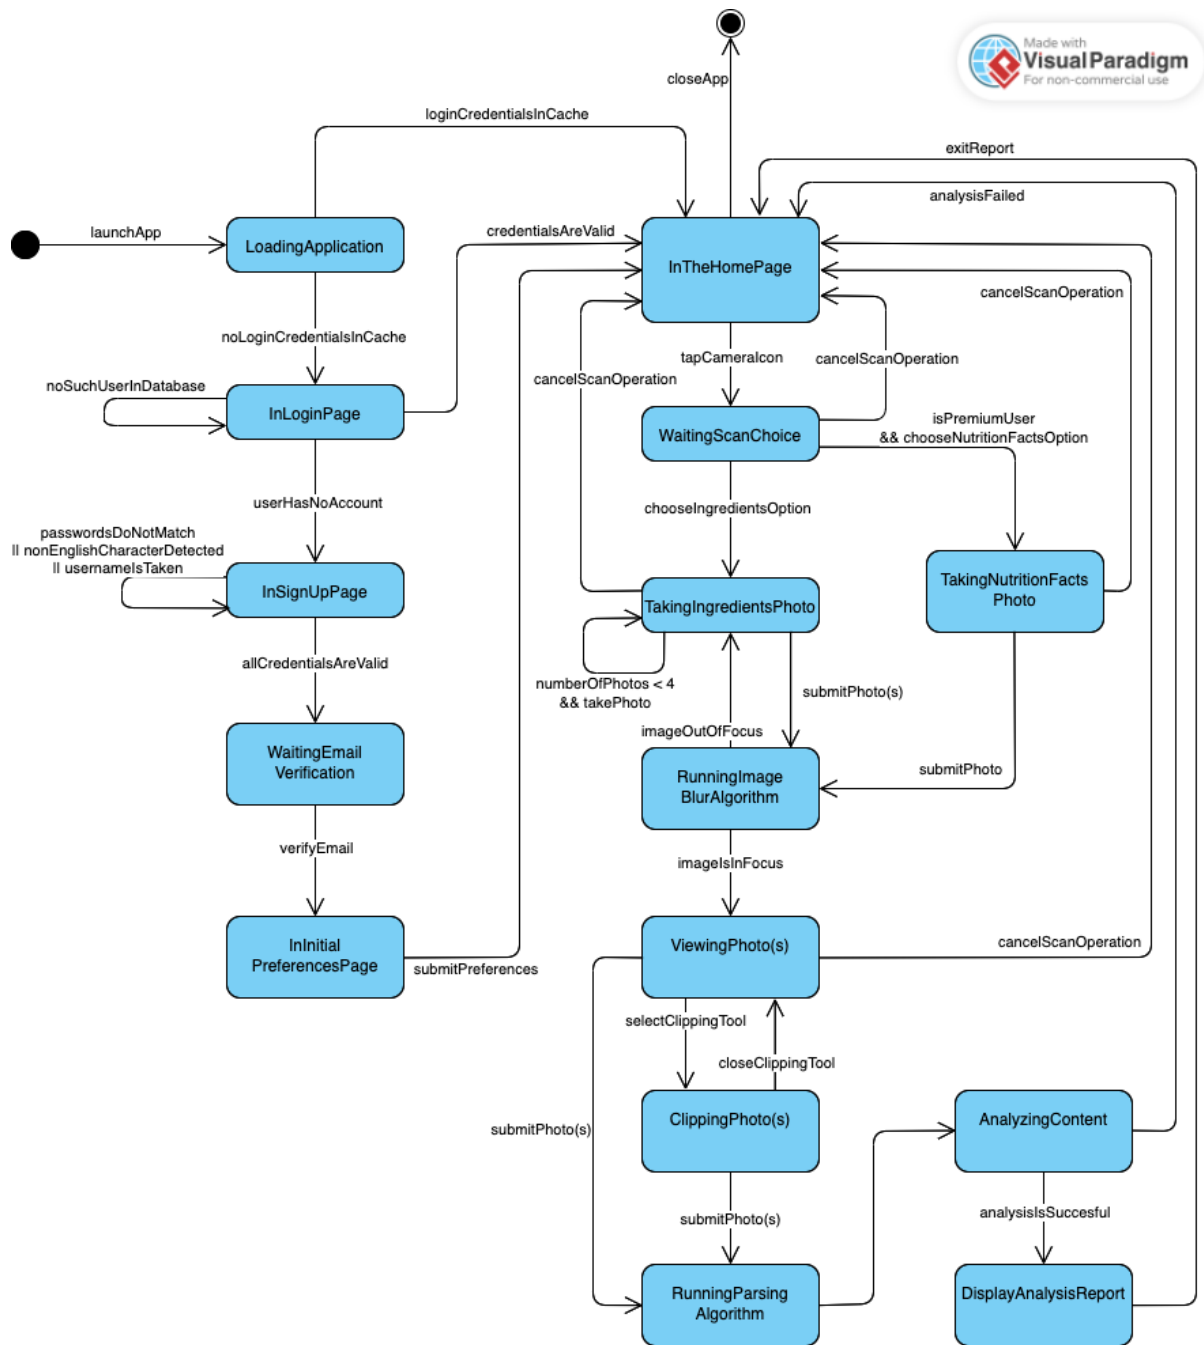 Made with
VisualParadigm
For non-commercial use
closeApp
loginCredentialsInCache
exitReport
analysisFailed
launchApp
LoadingApplication
credentialsAreValid
InTheHomePage
cancelScanOperation
noLoginCredentialsInCache
tapCameraIcon
cancelScanOperation
cancelScanOperation
noSuchUserInDatabase
InLoginPage
WaitingScanChoice
isPremiumUser
&& chooseNutritionFactsOption
userHasNoAccount
chooseIngredientsOption
passwordsDoNotMatch
|| nonEnglishCharacterDetected
|| usernameIsTaken
InSignUpPage
TakingIngredientsPhoto
TakingNutritionFacts
Photo
allCredentialsAreValid
numberOfPhotos < 4
&& takePhoto
submitPhoto(s)
imageOutOfFocus
WaitingEmail
Verification
RunningImage
BlurAlgorithm
submitPhoto
verifyEmail
imageIsInFocus
InInitial
PreferencesPage
submitPreferences
ViewingPhoto(s)
cancelScanOperation
selectClippingTool
closeClippingTool
submitPhoto(s)
ClippingPhoto(s)
AnalyzingContent
submitPhoto(s)
analysisIsSuccesful
RunningParsing
Algorithm
DisplayAnalysisReport